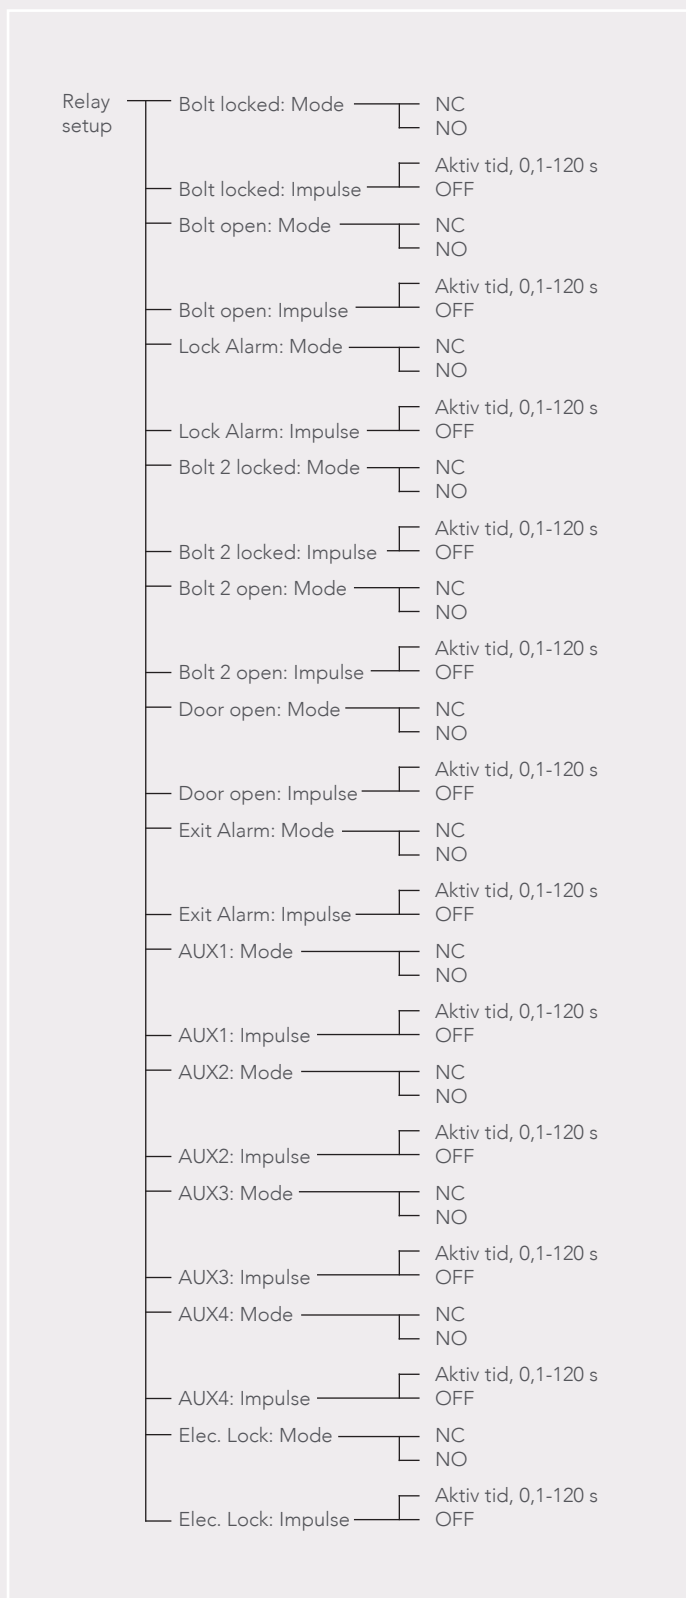 Relay
setup
Bolt locked: Mode
NC
NO
Aktiv tid, 0,1-120 s
Bolt locked: Impulse
OFF
Bolt open: Mode
NC
NO
Aktiv tid, 0,1-120 s
Bolt open: Impulse
OFF
Lock Alarm: Mode
NC
NO
Aktiv tid, 0,1-120 s
Lock Alarm: Impulse
OFF
Bolt 2 locked: Mode
NC
NO
Aktiv tid, 0,1-120 s
Bolt 2 locked: Impulse
OFF
Bolt 2 open: Mode
NC
NO
Aktiv tid, 0,1-120 s
Bolt 2 open: Impulse
OFF
Door open: Mode
NC
NO
Aktiv tid, 0,1-120 s
Door open: Impulse
OFF
Exit Alarm: Mode
NC
NO
Aktiv tid, 0,1-120 s
Exit Alarm: Impulse
OFF
AUX1: Mode
NC
NO
Aktiv tid, 0,1-120 s
AUX1: Impulse
OFF
AUX2: Mode
NC
NO
Aktiv tid, 0,1-120 s
AUX2: Impulse
OFF
AUX3: Mode
NC
NO
Aktiv tid, 0,1-120 s
AUX3: Impulse
OFF
AUX4: Mode
NC
NO
Aktiv tid, 0,1-120 s
AUX4: Impulse
OFF
Elec. Lock: Mode
NC
NO
Aktiv tid, 0,1-120 s
Elec. Lock: Impulse
OFF